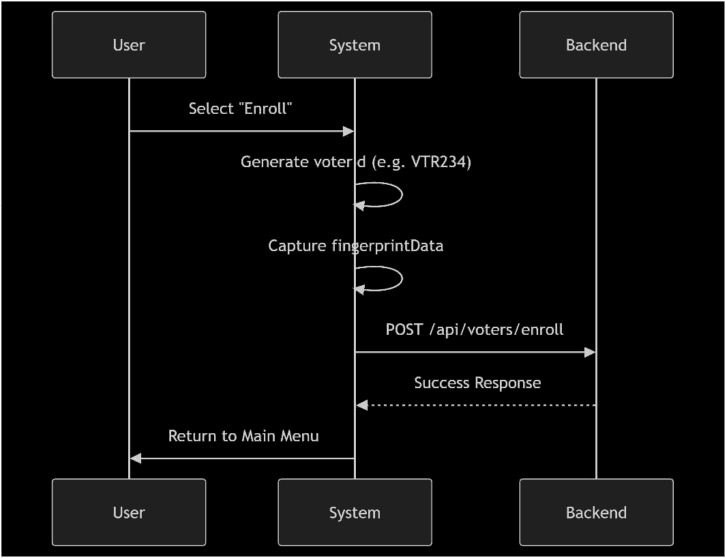 User System Backend
Select "Enroll"
Generate voterId (e.g. VTR234)
Capture fingerprintData
POST /api/voters/enroll
Success Response
Return to Main Menu
User System Backend